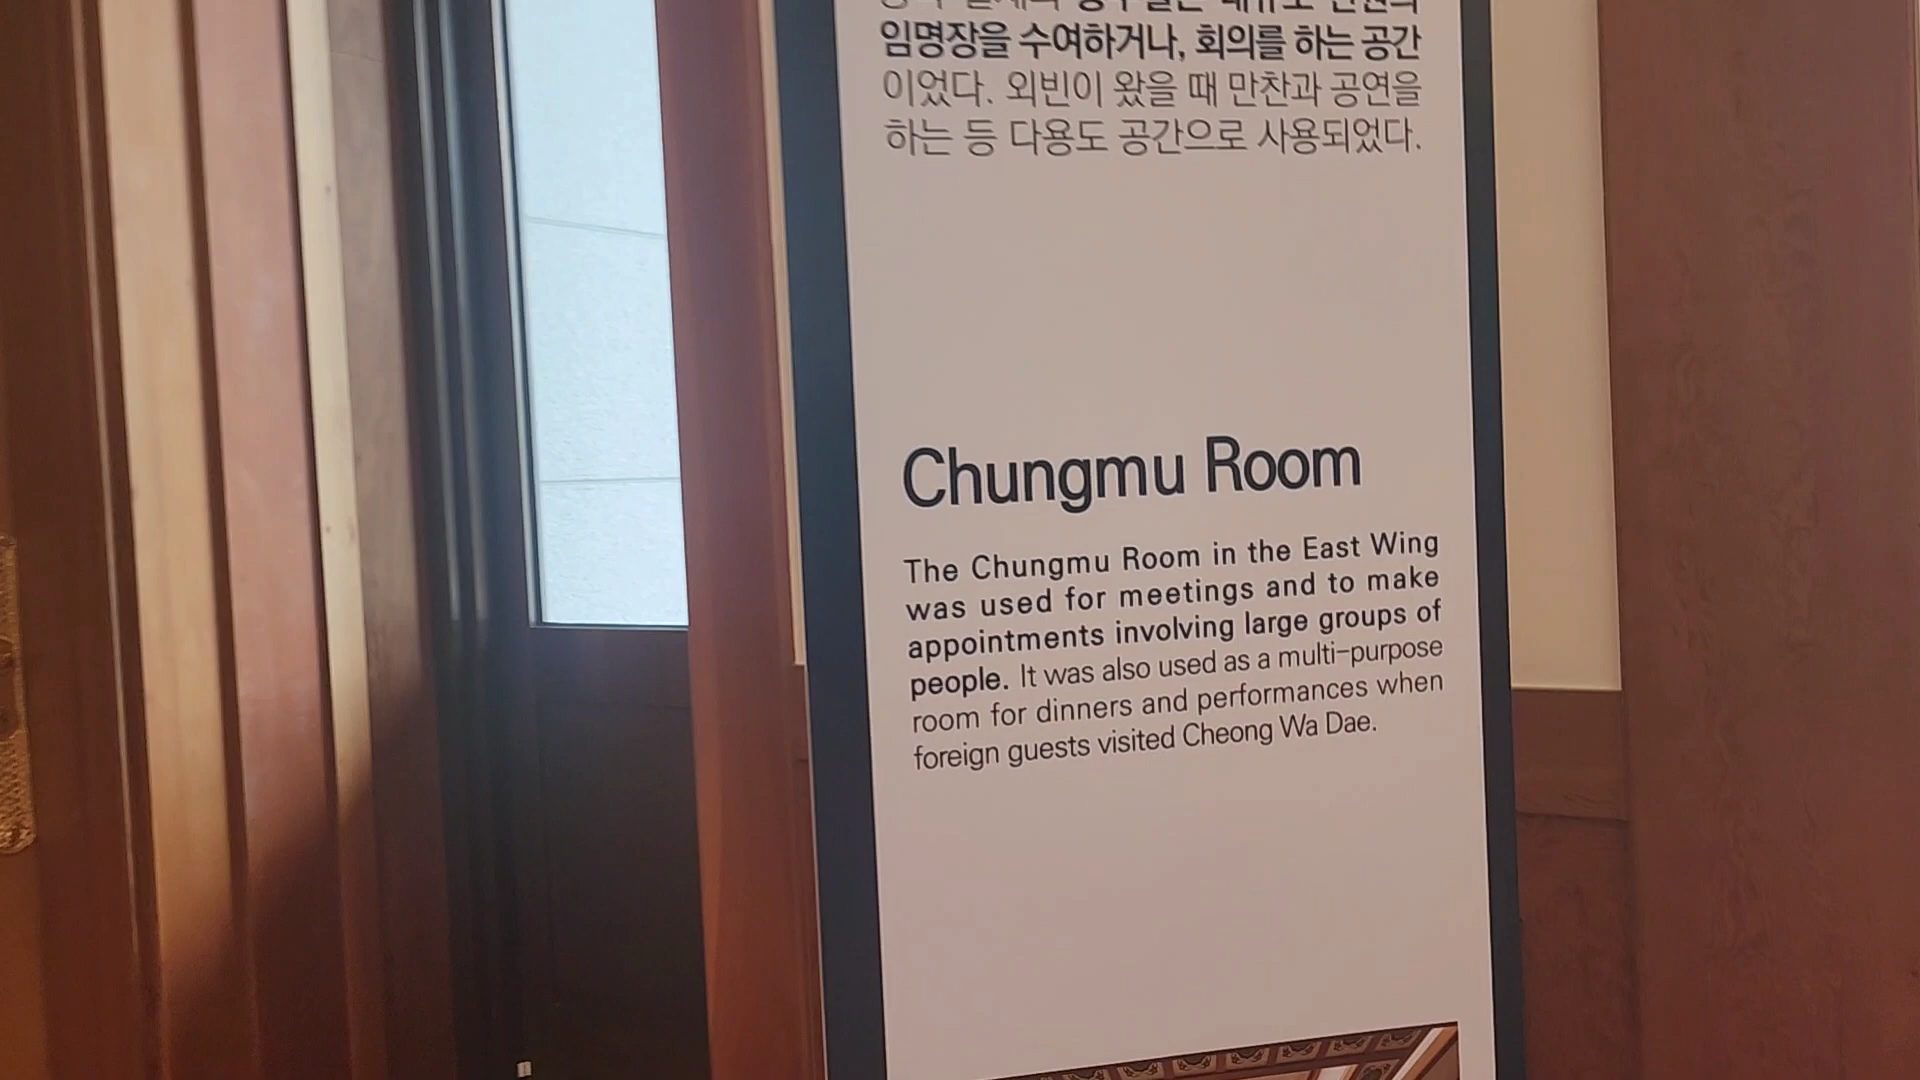 임명장을 수여하거나, 회의를 하는 공간
이었다. 외빈이 왔을 때 만찬과 공연을
하는 등 다용도 공간으로 사용되었다.
Chungmu Room
The Chungmu Room in the East Wing
was used for meetings and to make
appointments involving large groups of
people. It was also used as a multi-purpose
room for dinners and performances when
foreign guests visited Cheong Wa Dae.